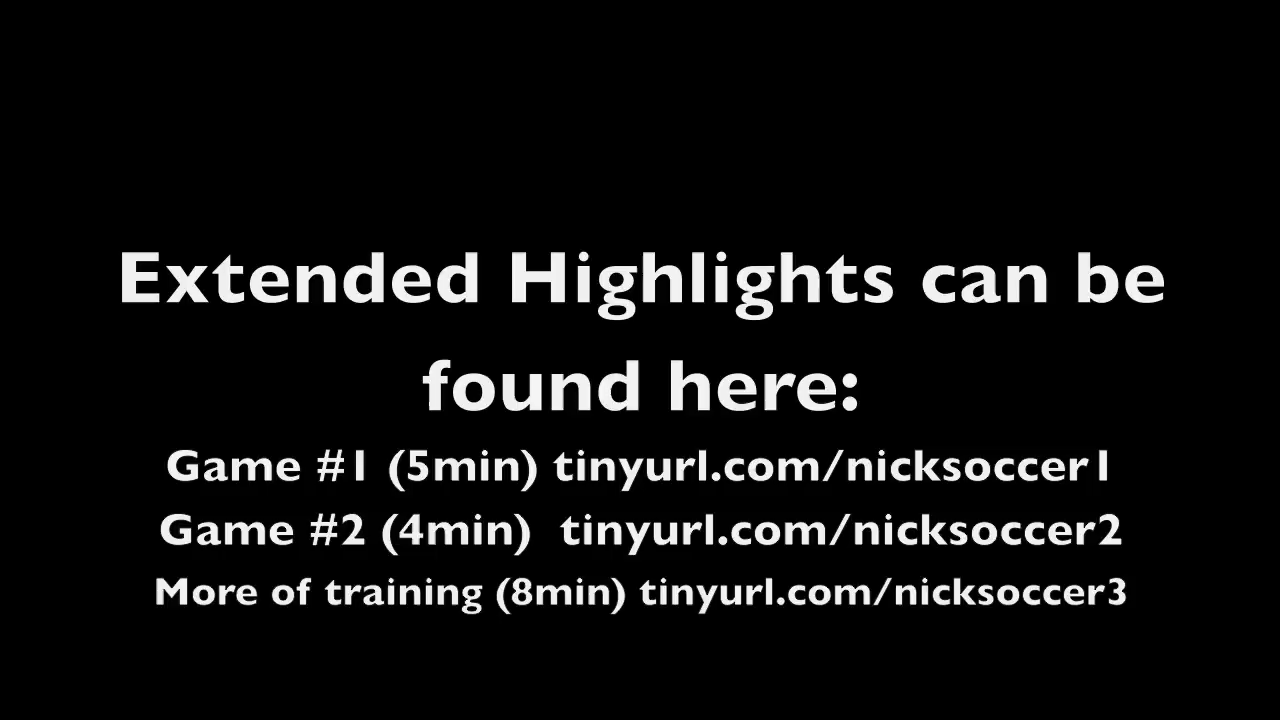 Extended Highlights can be
found here:
Game #1 (5min) tinyurl.com/nicksoccer1
Game #2 (4min)  tinyurl.com/nicksoccer2
More of training (8min) tinyurl.com/nicksoccer3